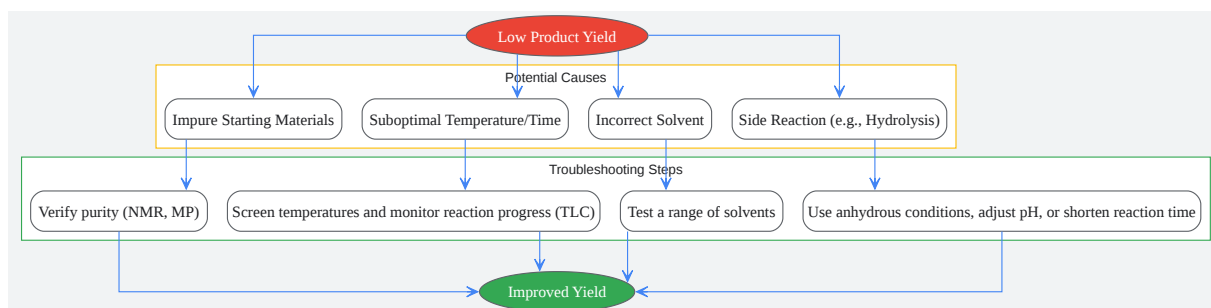 Low Product Yield
Potential Causes
Impure Starting Materials
Suboptimal Temperature/Time
Incorrect Solvent
Side Reaction (e.g., Hydrolysis)
Troubleshooting Steps
Verify purity (NMR, MP)
Screen temperatures and monitor reaction progress (TLC)
Test a range of solvents
Use anhydrous conditions, adjust pH, or shorten reaction time
Improved Yield